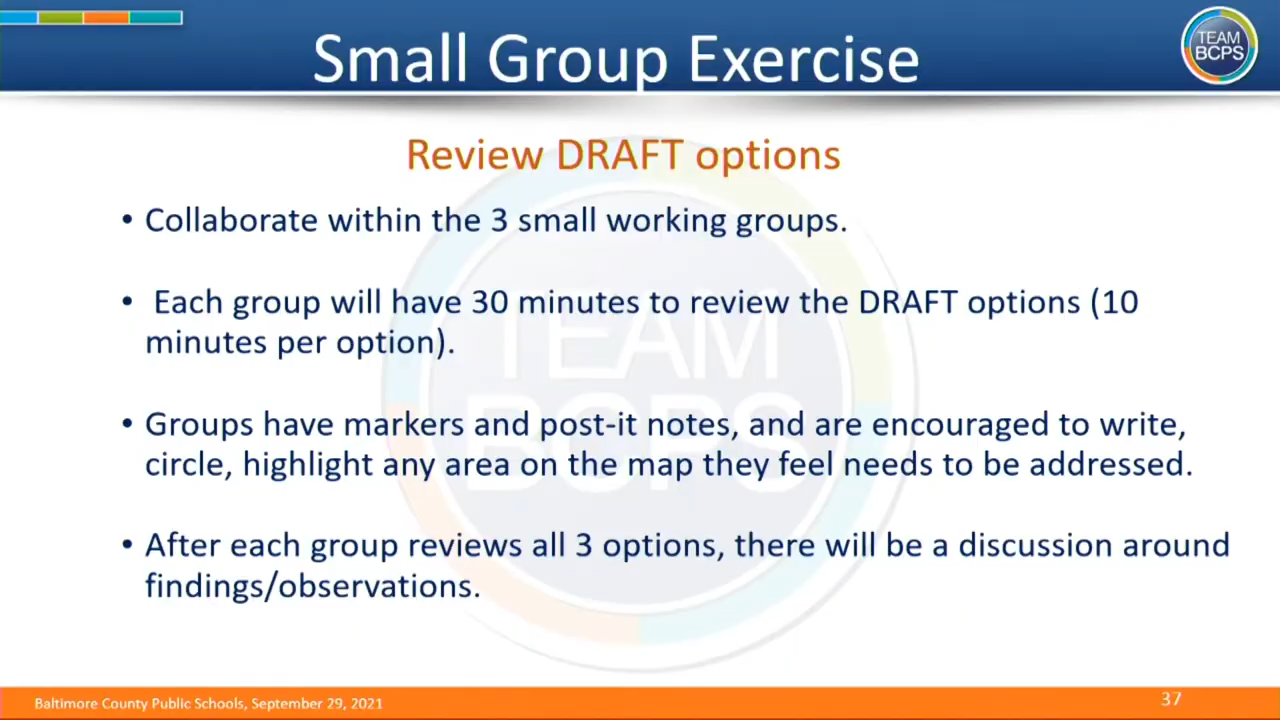 Small Group Exercise
TEAM
BCPS
Review DRAFT options
• Collaborate within the 3 small working groups.
• Each group will have 30 minutes to review the DRAFT options (10
minutes per option).
• Groups have markers and post-it notes, and are encouraged to write,
circle, highlight any area on the map they feel needs to be addressed.
• After each group reviews all 3 options, there will be a discussion around
findings/observations.
TEAM
BCPS
Baltimore County Public Schools, September 29, 2021
37